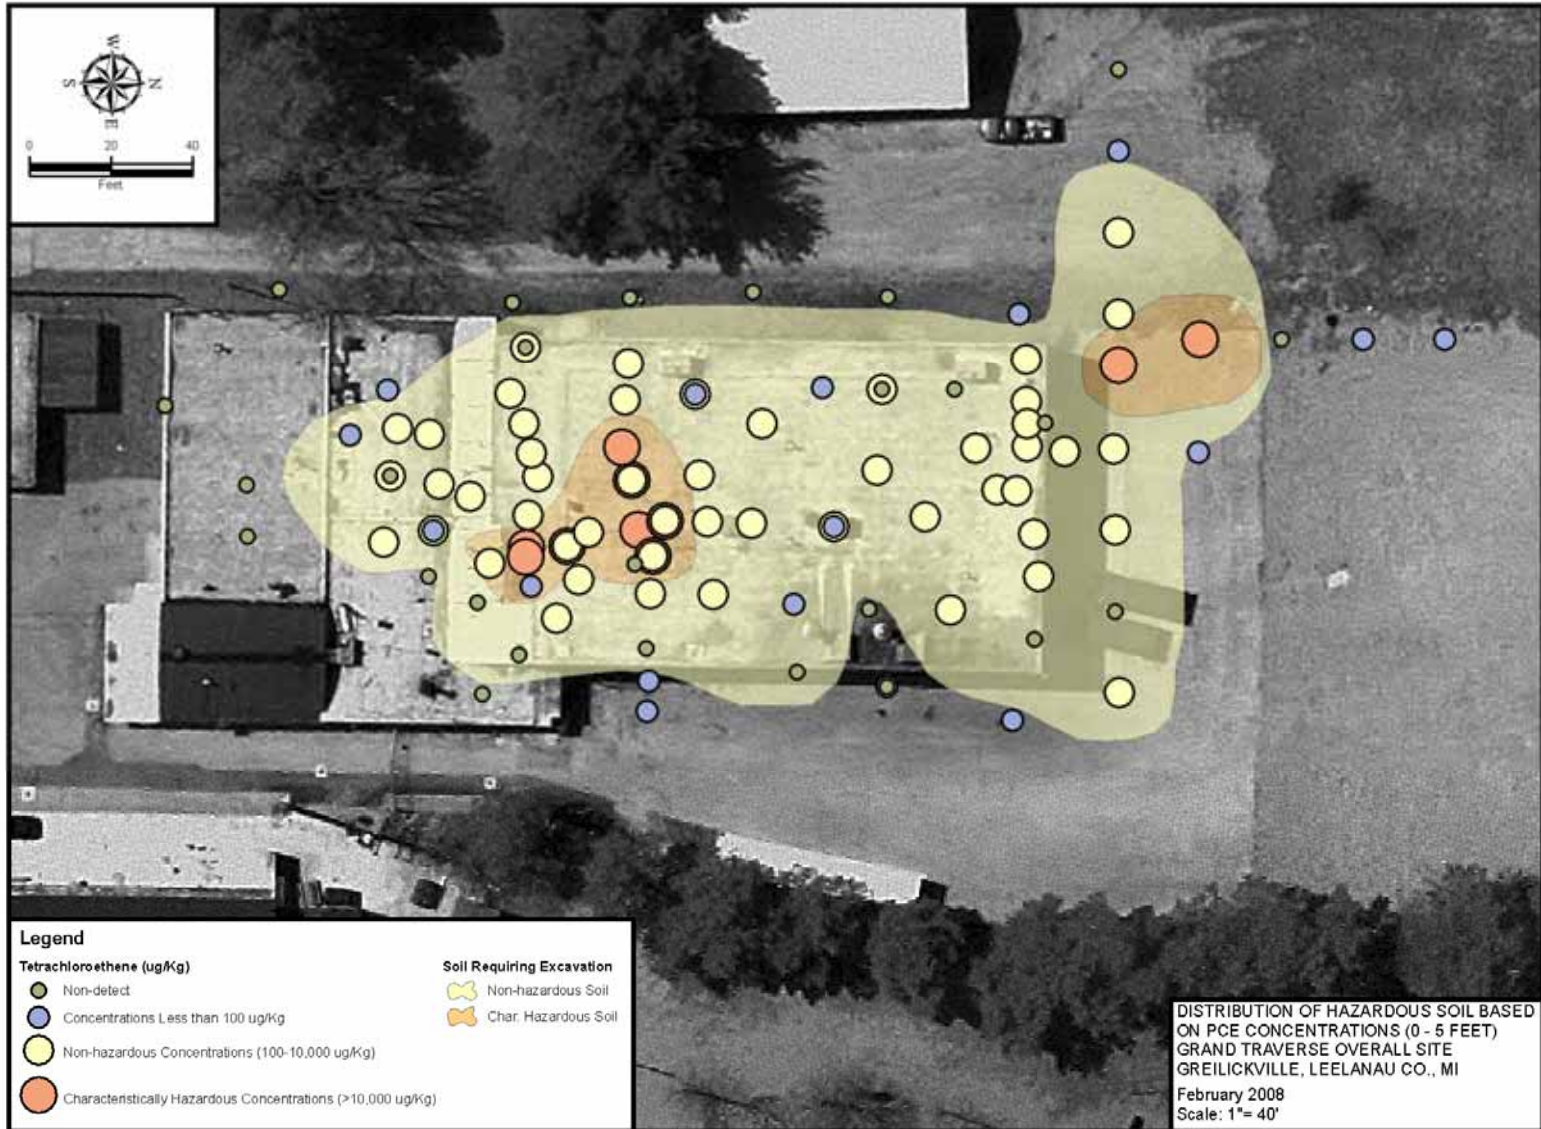 W
S
N
E
0
20
40
Feet
Legend
Tetrachloroethene (ug/Kg)
Non-detect
Concentrations Less than 100 ug/Kg
Non-hazardous Concentrations (100-10,000 ug/Kg)
Characteristically Hazardous Concentrations (>10,000 ug/Kg)
Soil Requiring Excavation
Non-hazardous Soil
Char. Hazardous Soil
DISTRIBUTION OF HAZARDOUS SOIL BASED
ON PCE CONCENTRATIONS (0 - 5 FEET)
GRAND TRAVERSE OVERALL SITE
GREILICKVILLE, LEELANAU CO., MI
February 2008
Scale: 1"= 40'